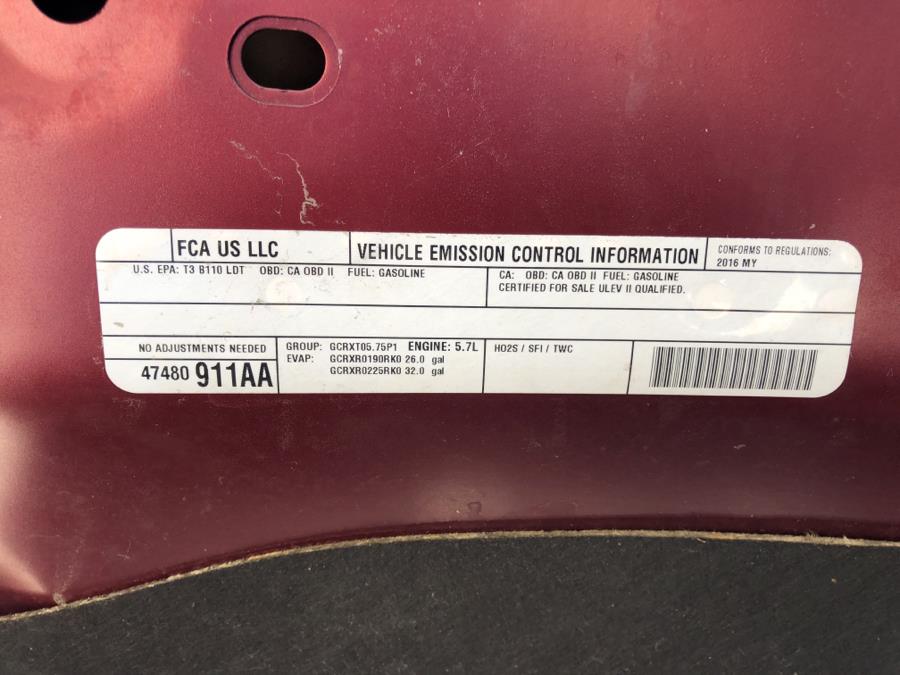 FCA US LLC
VEHICLE EMISSION CONTROL INFORMATION
CONFORMS TO REGULATIONS:
2016 MY
U.S. EPA: T3 B110 LDT OBD: CA OBD II FUEL: GASOLINE
CA: OBD: CA OBD II FUEL: GASOLINE
CERTIFIED FOR SALE ULEV II QUALIFIED.
NO ADJUSTMENTS NEEDED
47480 911AA
GROUP: GCRXT05.75P1 ENGINE: 5.7L
EVAP: GCRXR0190RK0 26.0 gal
GCRXR0225RK0 32.0 gal
HO2S / SFI / TWC